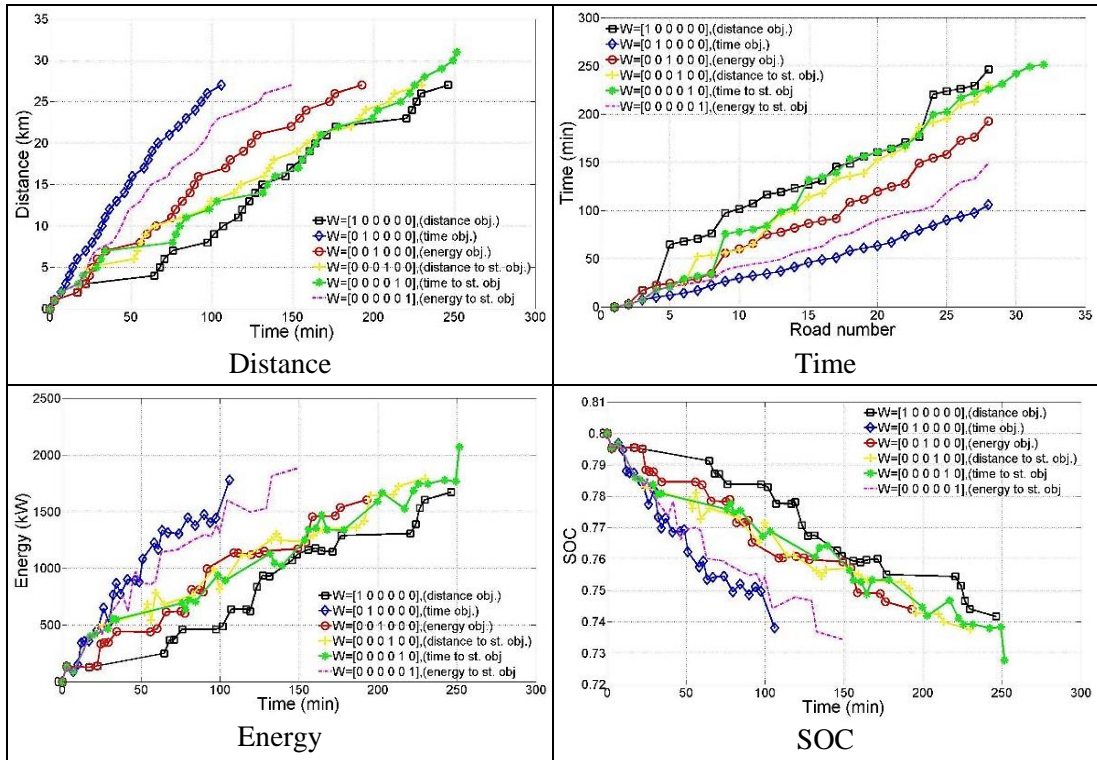 35
30
25
20
15
10
5
0
Distance (km)
W=[1 0 0 0 0 0],(distance obj.)
W=[0 1 0 0 0 0],(time obj.)
W=[0 0 1 0 0 0],(energy obj.)
W=[0 0 0 1 0 0],(distance to st. obj.)
W=[0 0 0 0 1 0],(time to st. obj
W=[0 0 0 0 0 1],(energy to st. obj
0 50 100 150 200 250 300
Time (min)
Distance
300
250
200
150
100
50
0
Time (min)
W=[1 0 0 0 0 0],(distance obj.)
W=[0 1 0 0 0 0],(time obj.)
W=[0 0 1 0 0 0],(energy obj.)
W=[0 0 0 1 0 0],(distance to st. obj.)
W=[0 0 0 0 1 0],(time to st. obj
W=[0 0 0 0 0 1],(energy to st. obj
0 5 10 15 20 25 30 35
Road number
Time
2500
2000
1500
1000
500
0
Energy (kW)
W=[1 0 0 0 0 0],(distance obj.)
W=[0 1 0 0 0 0],(time obj.)
W=[0 0 1 0 0 0],(energy obj.)
W=[0 0 0 1 0 0],(distance to st. obj.)
W=[0 0 0 0 1 0],(time to st. obj
W=[0 0 0 0 0 1],(energy to st. obj
0 50 100 150 200 250 300
Time (min)
Energy
0.81
0.8
0.79
0.78
0.77
0.76
0.75
0.74
0.73
0.72
SOC
W=[1 0 0 0 0 0],(distance obj.)
W=[0 1 0 0 0 0],(time obj.)
W=[0 0 1 0 0 0],(energy obj.)
W=[0 0 0 1 0 0],(distance to st. obj.)
W=[0 0 0 0 1 0],(time to st. obj
W=[0 0 0 0 0 1],(energy to st. obj
0 50 100 150 200 250 300
Time (min)
SOC